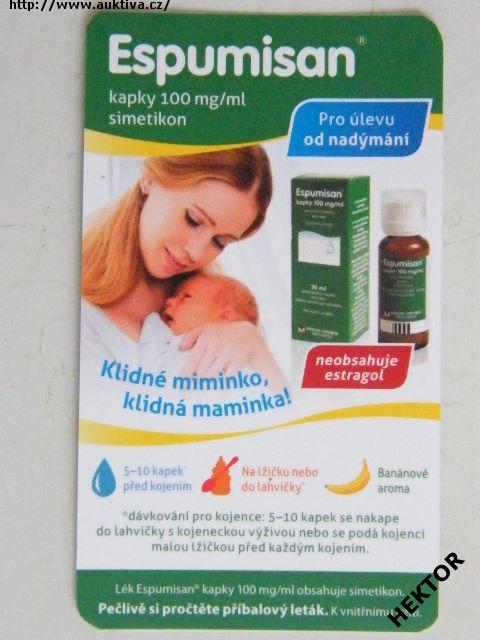 http://www.auktiva.cz/
Espumisan®
kapky 100 mg/ml
simetikon
Pro úlevu
od nadýmání
Espumisan®
kapky 100 mg/ml
Espumisan®
kapky 100 mg/ml
neobsahuje
estragol
Klidné miminko,
klidná maminka!
5–10 kapek*
před kojením
Na lžičku nebo
do lahvičky*
Banánové
aroma
*dávkování pro kojence: 5–10 kapek se nakape
do lahvičky s kojeneckou výživou nebo se podá kojenci
malou lžičkou před každým kojením.
Lék Espumisan® kapky 100 mg/ml obsahuje simetikon.
Pečlivě si pročtěte příbalový leták. K vnitřnímu
HEKTOR